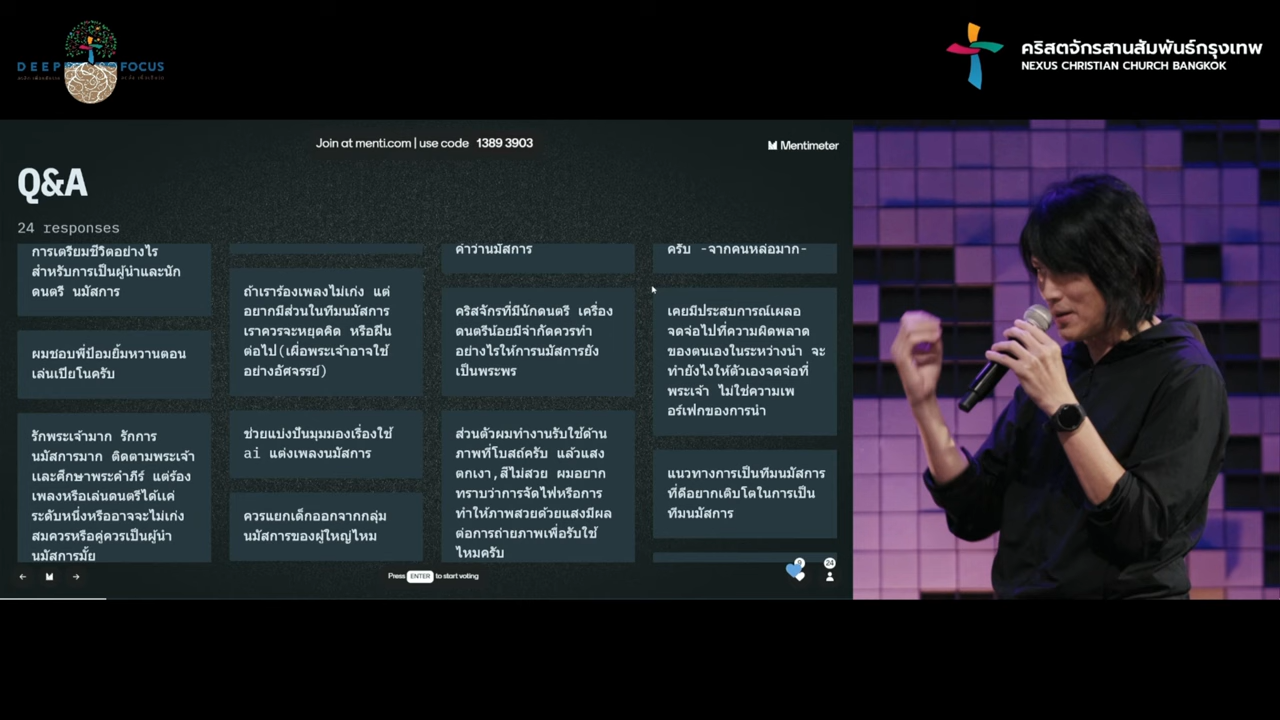 DEEP FOCUS
คริสตจักรสานสัมพันธ์กรุงเทพ
NEXUS CHRISTIAN CHURCH BANGKOK
Join at menti.com | use code 1389 3903
Mentimeter
Q&A
24 responses
การเตรียมชีวิตอย่างไร
สำหรับการเป็นผู้นำและนัก
ดนตรี นมัสการ
ผมชอบพี่ป้อมยิ้มหวานตอน
เล่นเปียโนครับ
รักพระเจ้ามาก รักการ
นมัสการมาก ติดตามพระเจ้า
และศึกษาพระคำภีร์ แต่ร้อง
เพลงหรือเล่นดนตรีได้แค่
ระดับหนึ่งหรืออาจจะไม่เก่ง
สมควรหรือคู่ควรเป็นผู้นำ
นมัสการมั้ย
ถ้าเราร้องเพลงไม่เก่ง แต่
อยากมีส่วนในทีมนมัสการ
เราควรจะหยุดคิด หรือฝืน
ต่อไป(เผื่อพระเจ้าอาจใช้
อย่างอัศจรรย์)
ช่วยแบ่งปันมุมมองเรื่องใช้
ai แต่งเพลงนมัสการ
ควรแยกเด็กออกจากกลุ่ม
นมัสการของผู้ใหญ่ไหม
คำว่านมัสการ
คริสจักรที่มีนักดนตรี เครื่อง
ดนตรีน้อยมีจำกัดควรทำ
อย่างไรให้การนมัสการยัง
เป็นพระพร
ส่วนตัวผมทำงานรับใช้ด้าน
ภาพที่โบสถ์ครับ แล้วแสง
ตกเงา,สีไม่สวย ผมอยาก
ทราบว่าการจัดไฟหรือการ
ทำให้ภาพสวยด้วยแสงมีผล
ต่อการถ่ายภาพเพื่อรับใช้
ไหมครับ
ครับ -จากคนหล่อมาก-
เคยมีประสบการณ์เผลอ
จดจ่อไปที่ความผิดพลาด
ของตนเองในระหว่างนำ จะ
ทำยังไงให้ตัวเองจดจ่อที่
พระเจ้า ไม่ใช่ความเพ
อร์เฟกของการนำ
แนวทางการเป็นทีมนมัสการ
ที่ดีอยากเติบโตในการเป็น
ทีมนมัสการ
Press ENTER to start voting
24